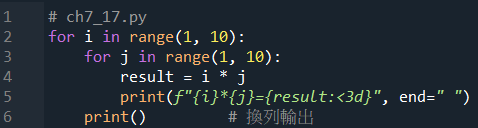 1 # ch7_17.py
2 for i in range(1, 10):
3     for j in range(1, 10):
4         result = i * j
5         print(f"{i}*{j}={result:<3d}", end=" ")
6     print()          # 換列輸出